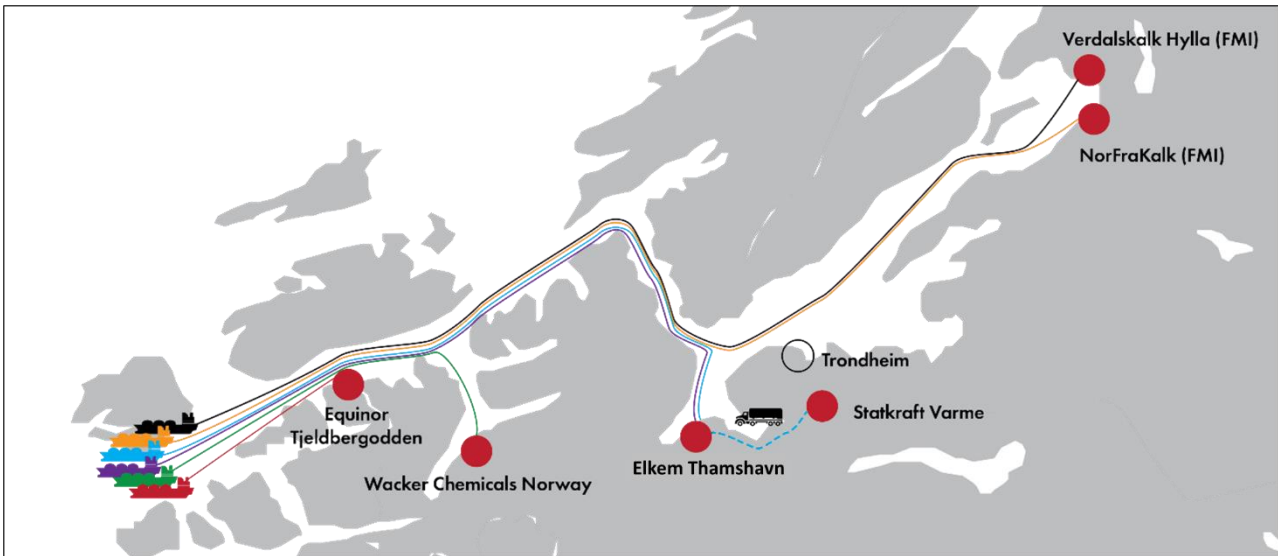 Verdalskalk Hylla (FMI)
NorFraKalk (FMI)
Trondheim
Equinor
Tjeldbergodden
Statkraft Varme
Elkem Thamshavn
Wacker Chemicals Norway